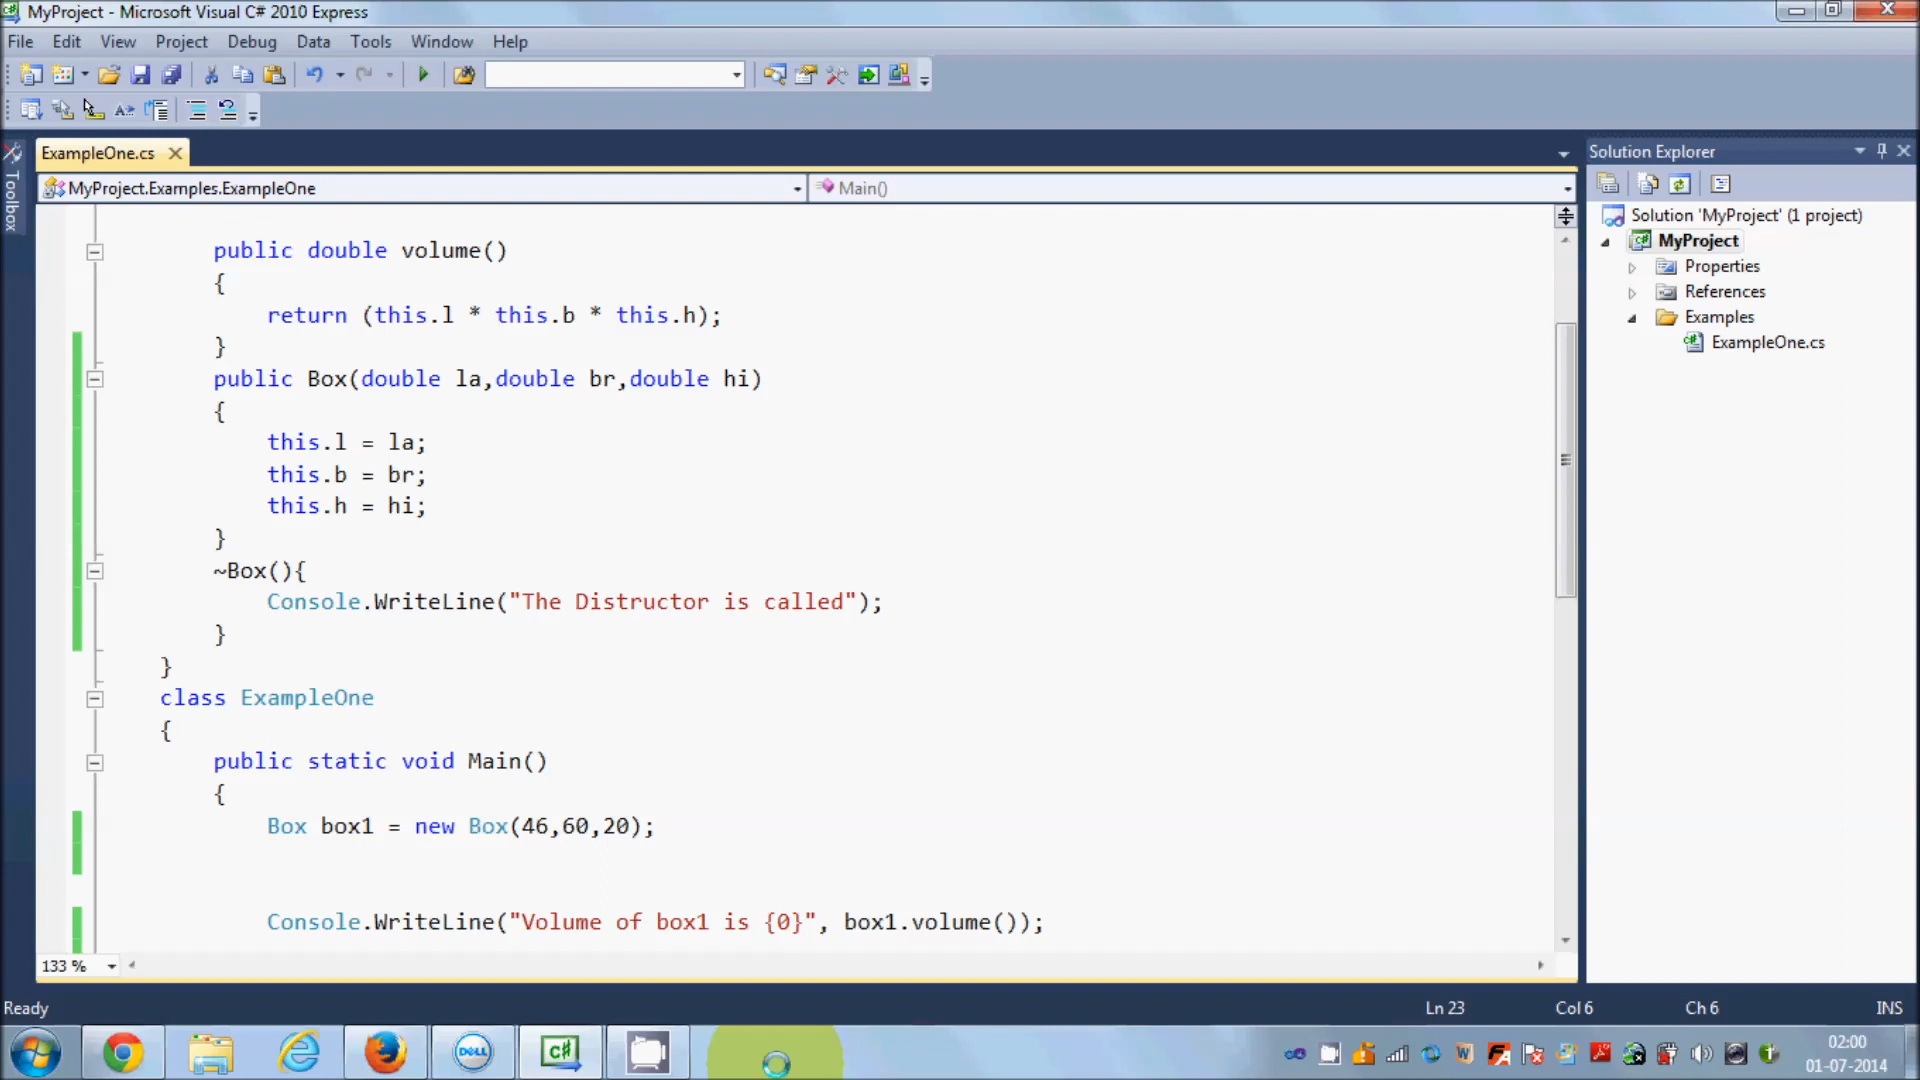 MyProject - Microsoft Visual C# 2010 Express
File Edit View Project Debug Data Tools Window Help
ExampleOne.cs
Solution Explorer
Toolbox
MyProject.Examples.ExampleOne
Main()
Solution 'MyProject' (1 project)
MyProject
Properties
References
Examples
ExampleOne.cs
public double volume()
{
return (this.l * this.b * this.h);
}
public Box(double la,double br,double hi)
{
this.l = la;
this.b = br;
this.h = hi;
}
~Box(){
Console.WriteLine("The Distructor is called");
}
}
class ExampleOne
{
public static void Main()
{
Box box1 = new Box(46,60,20);
Console.WriteLine("Volume of box1 is {0}", box1.volume());
133 %
Ready
Ln 23 Col 6 Ch 6 INS
DELL
C#
02:00
01-07-2014